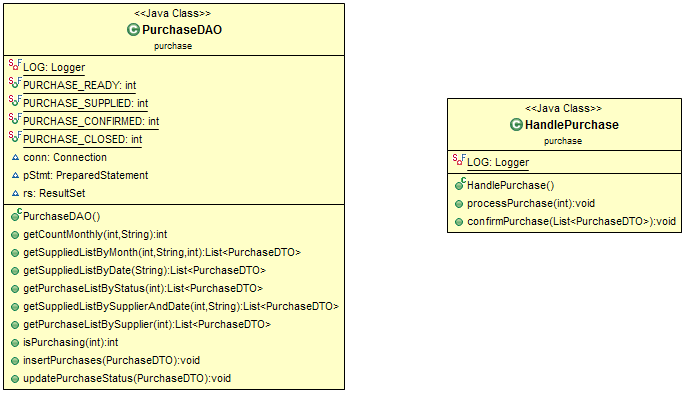 <<Java Class>>
PurchaseDAO
purchase
LOG: Logger
PURCHASE_READY: int
PURCHASE_SUPPLIED: int
PURCHASE_CONFIRMED: int
PURCHASE_CLOSED: int
conn: Connection
pStmt: PreparedStatement
rs: ResultSet
PurchaseDAO()
getCountMonthly(int,String):int
getSuppliedListByMonth(int,String,int):List<PurchaseDTO>
getSuppliedListByDate(String):List<PurchaseDTO>
getPurchaseListByStatus(int):List<PurchaseDTO>
getSuppliedListBySupplierAndDate(int,String):List<PurchaseDTO>
getPurchaseListBySupplier(int):List<PurchaseDTO>
isPurchasing(int):int
insertPurchases(PurchaseDTO):void
updatePurchaseStatus(PurchaseDTO):void
<<Java Class>>
HandlePurchase
purchase
LOG: Logger
HandlePurchase()
processPurchase(int):void
confirmPurchase(List<PurchaseDTO>):void